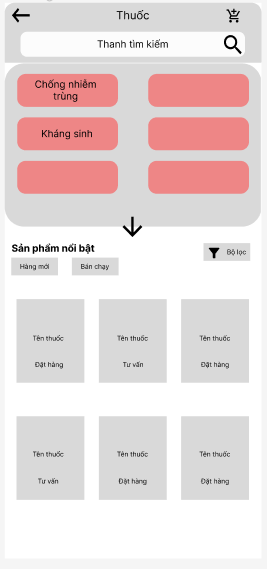 Thuốc
Thanh tìm kiếm
Chống nhiễm
trùng
Kháng sinh
Sản phẩm nổi bật
Bộ lọc
Hàng mới
Bán chạy
Tên thuốc
Tên thuốc
Tên thuốc
Đặt hàng
Tư vấn
Đặt hàng
Tên thuốc
Tên thuốc
Tên thuốc
Tư vấn
Đặt hàng
Đặt hàng